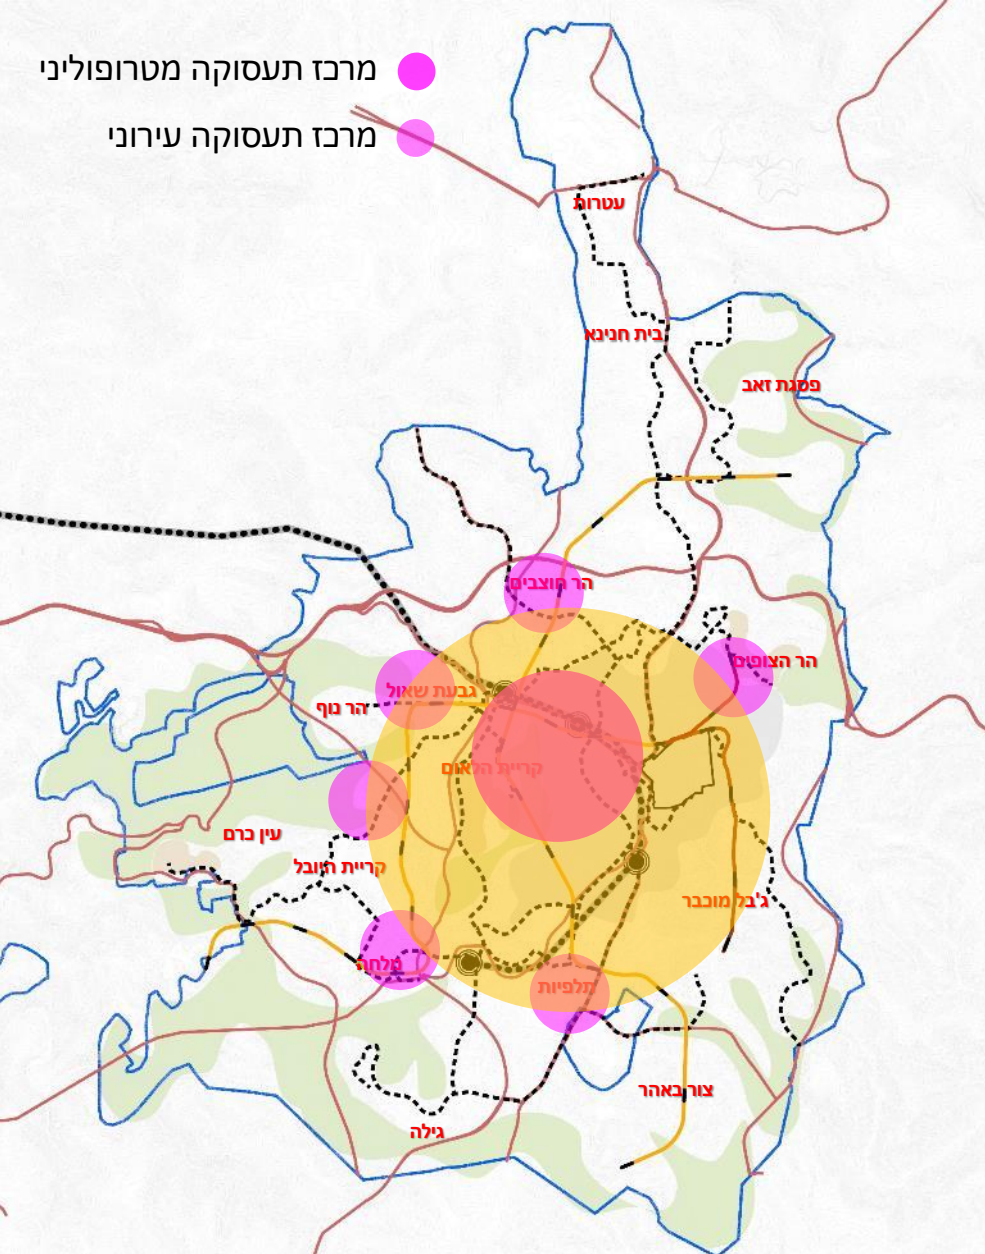 מרכז תעסוקה מטרופוליני
מרכז תעסוקה עירוני
עטרות
בית חנינא
פסגת זאב
הר חוצבים
הר הצופים
גבעת שאול
הר נוף
קריית הלאום
עין כרם
קריית היובל
ג'בל מוכבר
מלחה
תלפיות
צור באהר
גילה